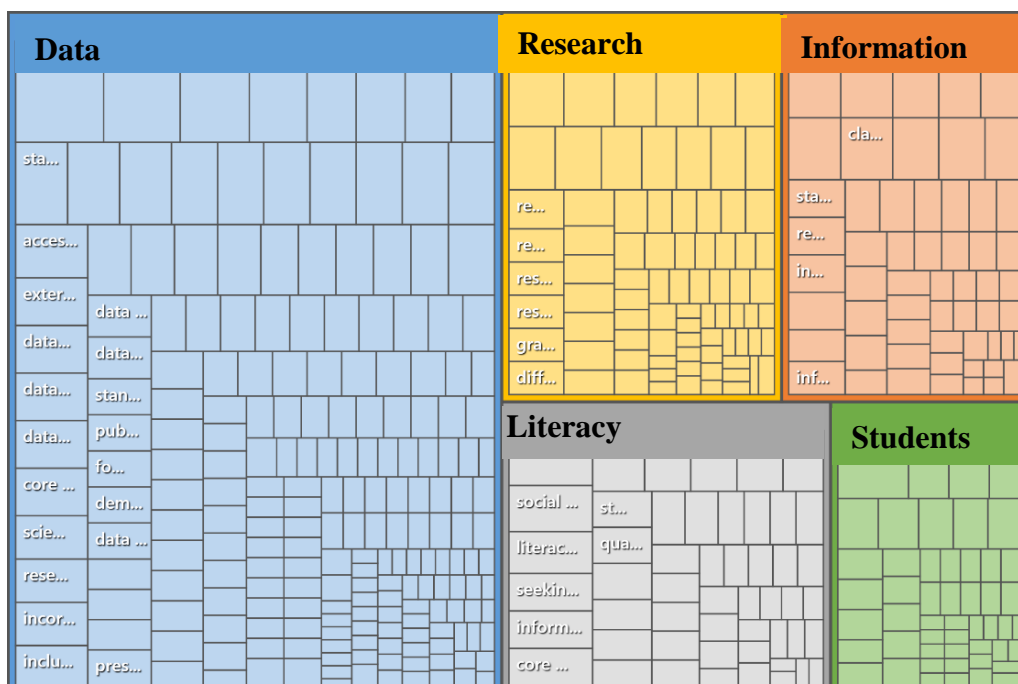 Data
sta...
acces...
exter...
data...
data...
data...
core ...
scie...
rese...
incor...
inclu...
data ...
data...
stan...
pub...
fo...
dem...
data ...
pres...
Research
re...
re...
res...
res...
gra...
diff...
Information
cla...
sta...
re...
in...
inf...
Literacy
social ...
literac...
seekin...
inform...
core ...
st...
qua...
Students